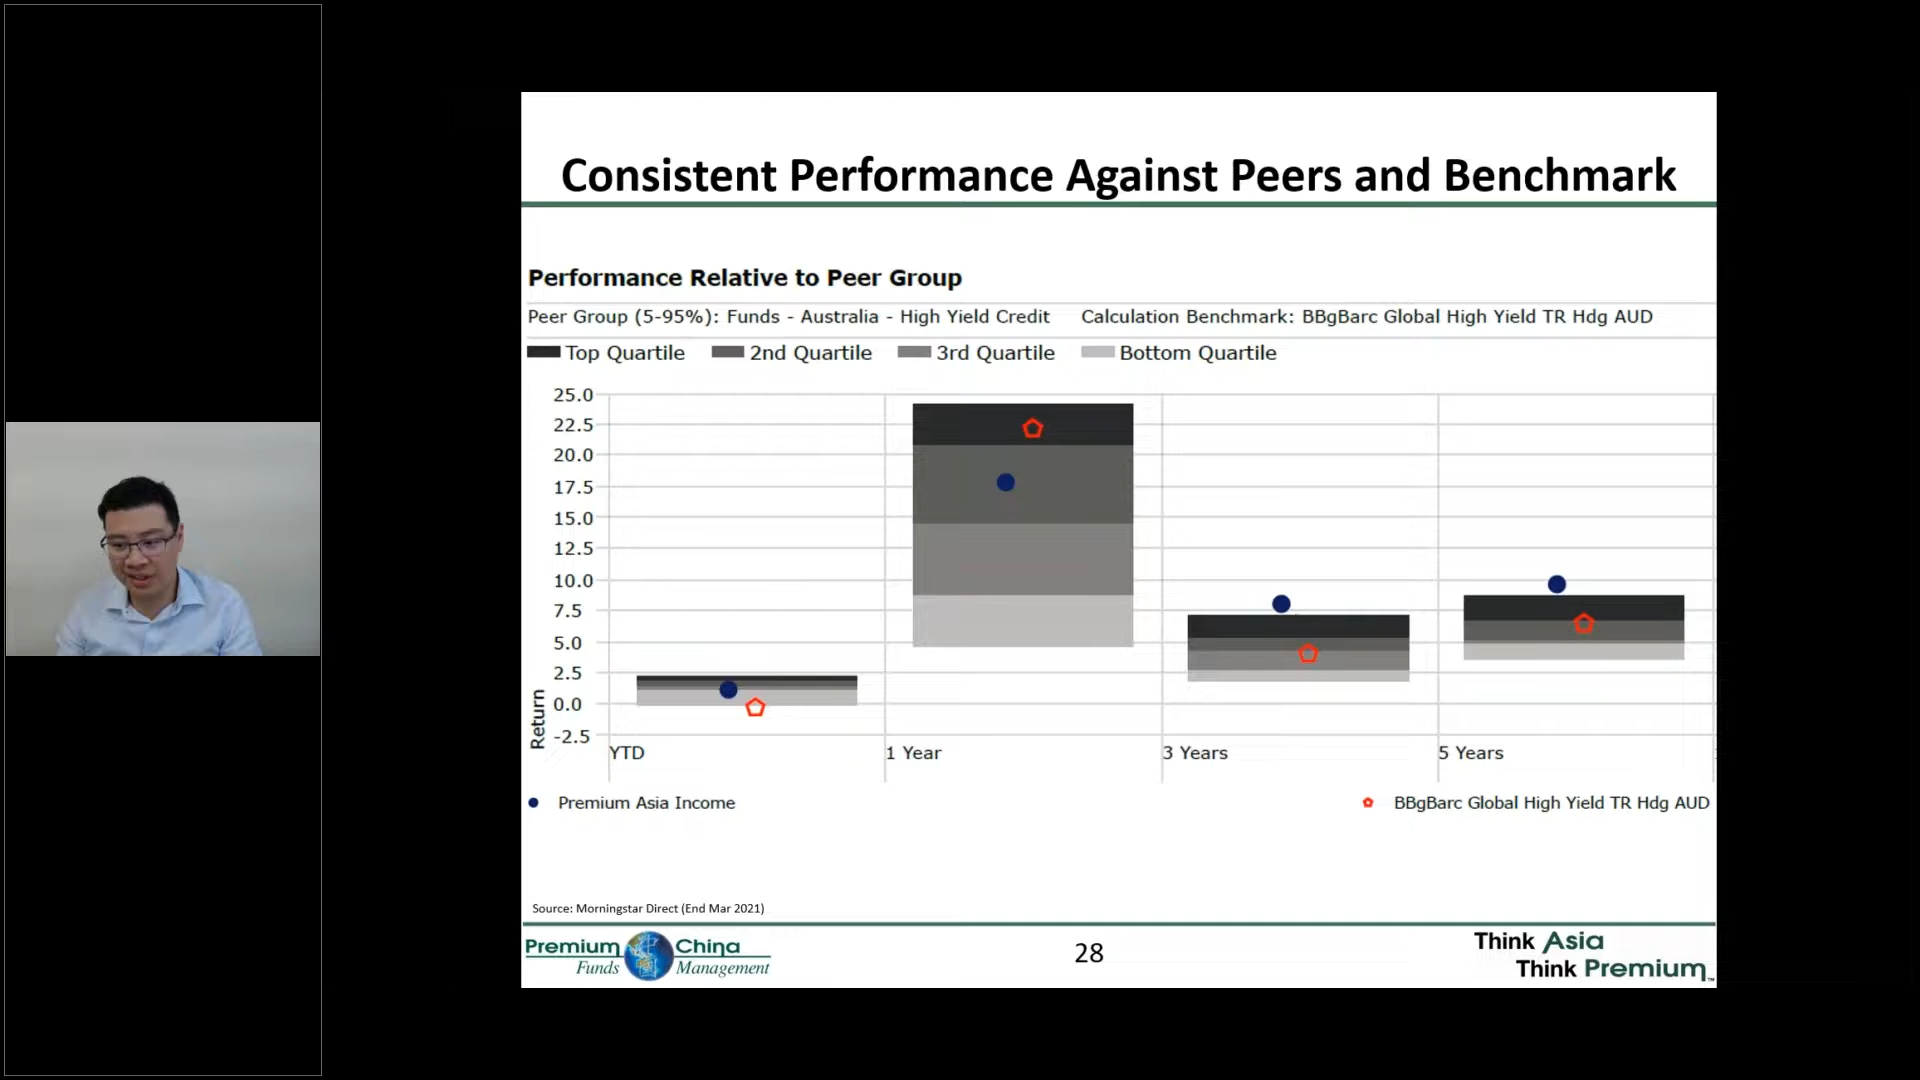 Consistent Performance Against Peers and Benchmark
Performance Relative to Peer Group
Peer Group (5-95%): Funds - Australia - High Yield Credit Calculation Benchmark: BBgBarc Global High Yield TR Hdg AUD
Top Quartile 2nd Quartile 3rd Quartile Bottom Quartile
25.0
22.5
20.0
17.5
15.0
12.5
10.0
7.5
5.0
2.5
0.0
-2.5
Return
YTD 1 Year 3 Years 5 Years
Premium Asia Income BBgBarc Global High Yield TR Hdg AUD
Source: Morningstar Direct (End Mar 2021)
Premium China
Funds Management
28
Think Asia
Think Premium™